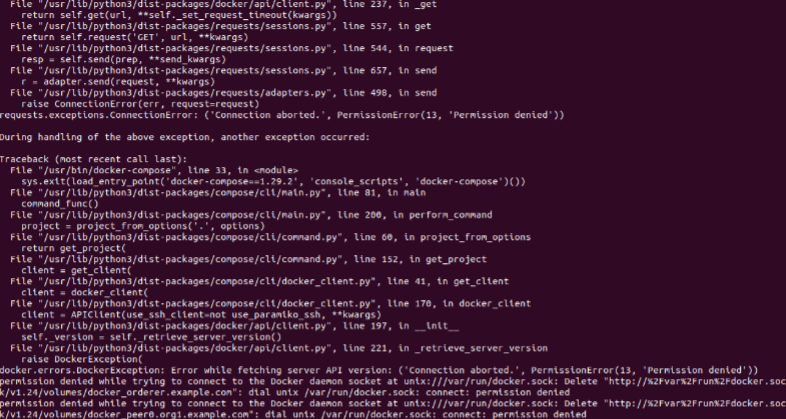 File "/usr/lib/python3/dist-packages/docker/api/client.py", line 237, in _get
return self.get(url, **self._set_request_timeout(kwargs))
File "/usr/lib/python3/dist-packages/requests/sessions.py", line 557, in get
return self.request('GET', url, **kwargs)
File "/usr/lib/python3/dist-packages/requests/sessions.py", line 544, in request
resp = self.send(prep, **send_kwargs)
File "/usr/lib/python3/dist-packages/requests/sessions.py", line 657, in send
r = adapter.send(request, **kwargs)
File "/usr/lib/python3/dist-packages/requests/adapters.py", line 498, in send
raise ConnectionError(err, request=request)
requests.exceptions.ConnectionError: ('Connection aborted.', PermissionError(13, 'Permission denied'))
During handling of the above exception, another exception occurred:
Traceback (most recent call last):
File "/usr/bin/docker-compose", line 33, in <module>
sys.exit(load_entry_point('docker-compose==1.29.2', 'console_scripts', 'docker-compose')())
File "/usr/lib/python3/dist-packages/compose/cli/main.py", line 81, in main
command_func()
File "/usr/lib/python3/dist-packages/compose/cli/main.py", line 200, in perform_command
project = project_from_options('.', options)
File "/usr/lib/python3/dist-packages/compose/cli/command.py", line 60, in project_from_options
return get_project(
File "/usr/lib/python3/dist-packages/compose/cli/command.py", line 152, in get_project
client = get_client(
File "/usr/lib/python3/dist-packages/compose/cli/docker_client.py", line 41, in get_client
client = docker_client(
File "/usr/lib/python3/dist-packages/compose/cli/docker_client.py", line 170, in docker_client
client = APIClient(use_ssh_client=not use_paramiko_ssh, **kwargs)
File "/usr/lib/python3/dist-packages/docker/api/client.py", line 197, in __init__
self._version = self._retrieve_server_version()
File "/usr/lib/python3/dist-packages/docker/api/client.py", line 221, in _retrieve_server_version
raise DockerException(
docker.errors.DockerException: Error while fetching server API version: ('Connection aborted.', PermissionError(13, 'Permission denied'))
permission denied while trying to connect to the Docker daemon socket at unix:///var/run/docker.sock: Delete "http://%2Fvar%2Frun%2Fdocker.soc
k/v1.24/volumes/docker_orderer.example.com": dial unix /var/run/docker.sock: connect: permission denied
permission denied while trying to connect to the Docker daemon socket at unix:///var/run/docker.sock: Delete "http://%2Fvar%2Frun%2Fdocker.soc
k/v1.24/volumes/docker_peer0.org1.example.com": dial unix /var/run/docker.sock: connect: permission denied